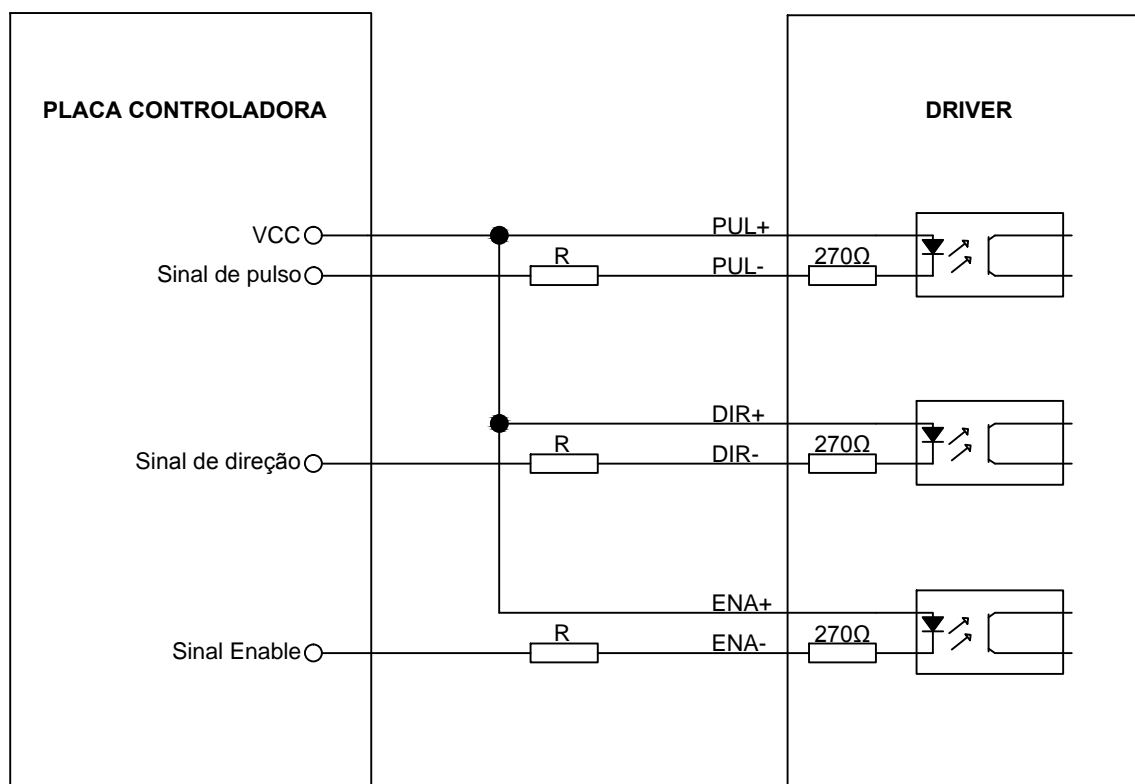 PLACA CONTROLADORA
DRIVER
VCC
PUL+
Sinal de pulso
R
PUL-
270Ω
DIR+
Sinal de direção
R
DIR-
270Ω
ENA+
Sinal Enable
R
ENA-
270Ω